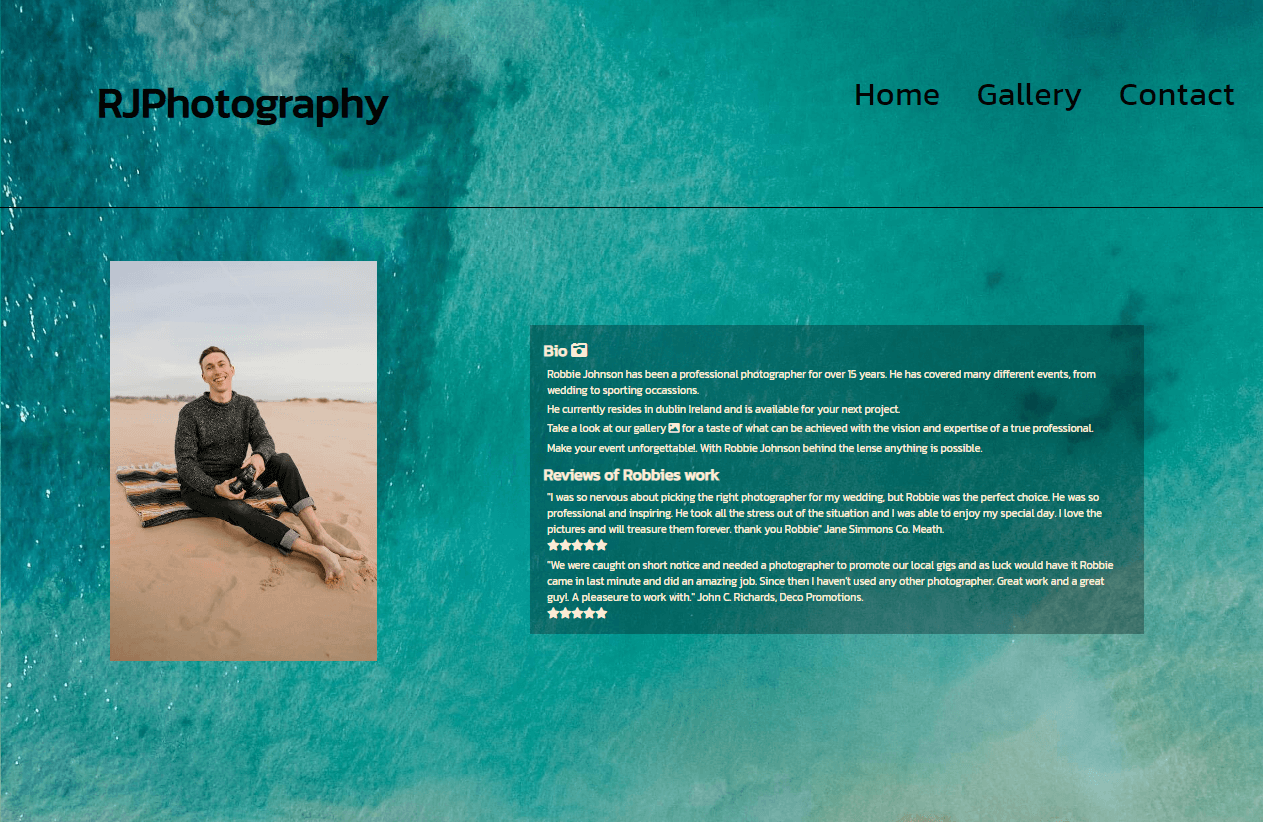 RJPhotography
Home Gallery Contact
Bio
Robbie Johnson has been a professional photographer for over 15 years. He has covered many different events, from
wedding to sporting occassions.
He currently resides in dublin Ireland and is available for your next project.
Take a look at our gallery for a taste of what can be achieved with the vision and expertise of a true professional.
Make your event unforgettable!. With Robbie Johnson behind the lense anything is possible.
Reviews of Robbies work
"I was so nervous about picking the right photographer for my wedding, but Robbie was the perfect choice. He was so
professional and inspiring. He took all the stress out of the situation and I was able to enjoy my special day. I love the
pictures and will treasure them forever. thank you Robbie" Jane Simmons Co. Meath.
"We were caught on short notice and needed a photographer to promote our local gigs and as luck would have it Robbie
came in last minute and did an amazing job. Since then I haven't used any other photographer. Great work and a great
guy!. A pleaseure to work with." John C. Richards, Deco Promotions.